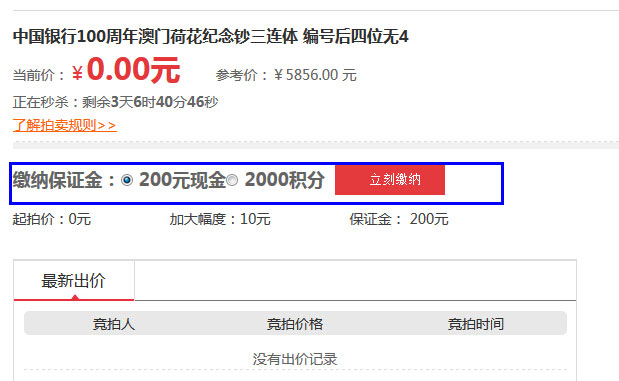 中国银行100周年澳门荷花纪念钞三连体 编号后四位无4
当前价：￥0.00元 参考价：￥5856.00 元
正在秒杀：剩余3天6时40分46秒
了解拍卖规则>>
缴纳保证金： 200元现金 2000积分 立刻缴纳
起拍价：0元 加大幅度：10元 保证金： 200元
最新出价
竞拍人 竞拍价格 竞拍时间
没有出价记录